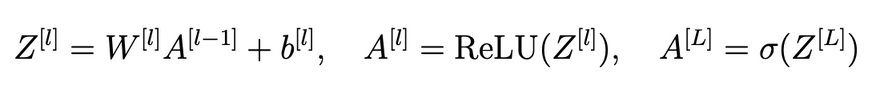 Z^{[l]} = W^{[l]}A^{[l−1]} + b^{[l]}, A^{[l]} = ReLU(Z^{[l]}), A^{[L]} = σ(Z^{[L]})